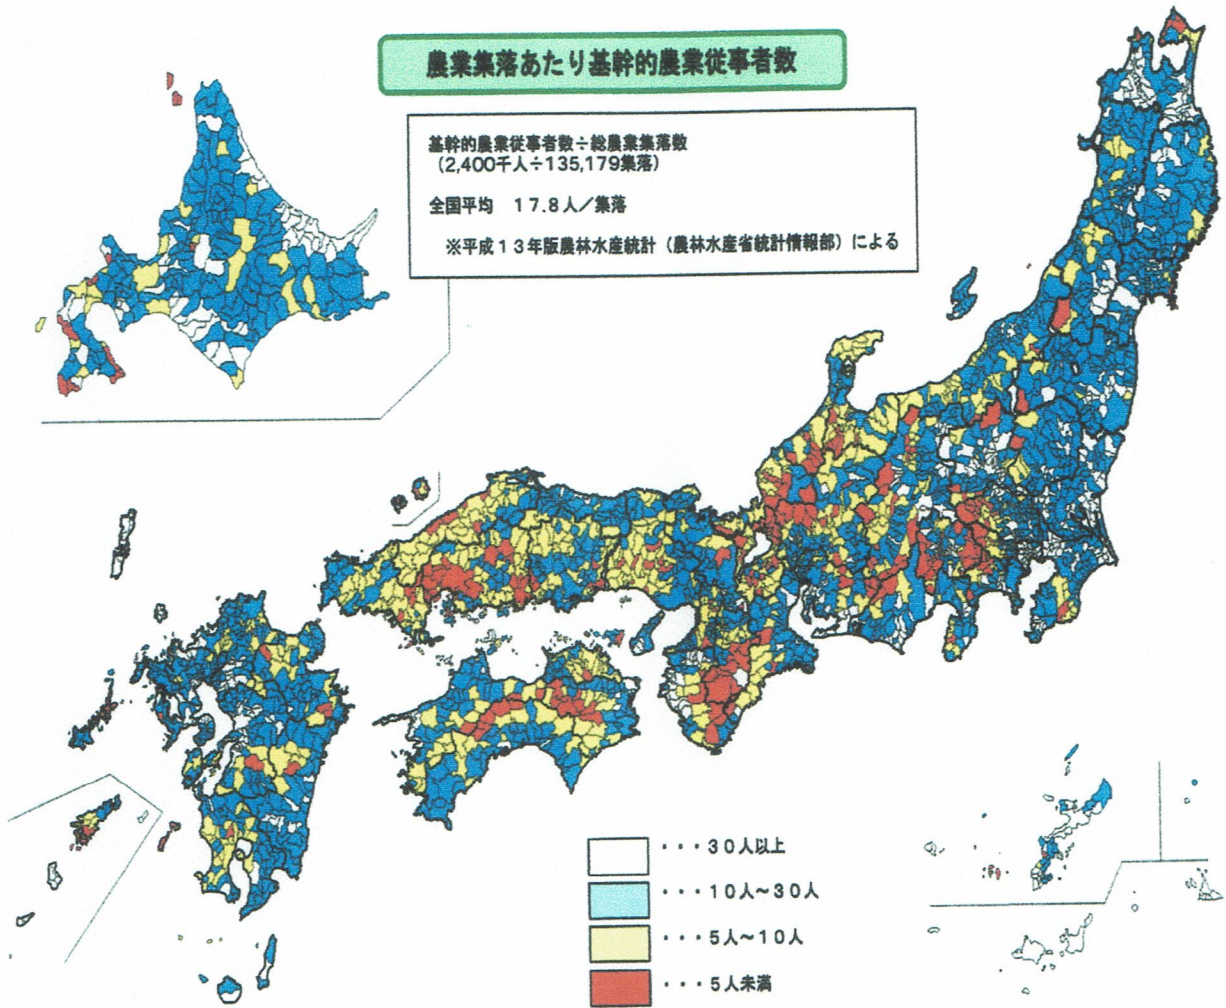 農業集落あたり基幹的農業従事者数
基幹的農業従事者数÷総農業集落数
(2,400千人÷135,179集落)
全国平均　１７.８人／集落
※平成１３年版農林水産統計（農林水産省統計情報部）による
・・・３０人以上
・・・１０人～３０人
・・・５人～１０人
・・・５人未満